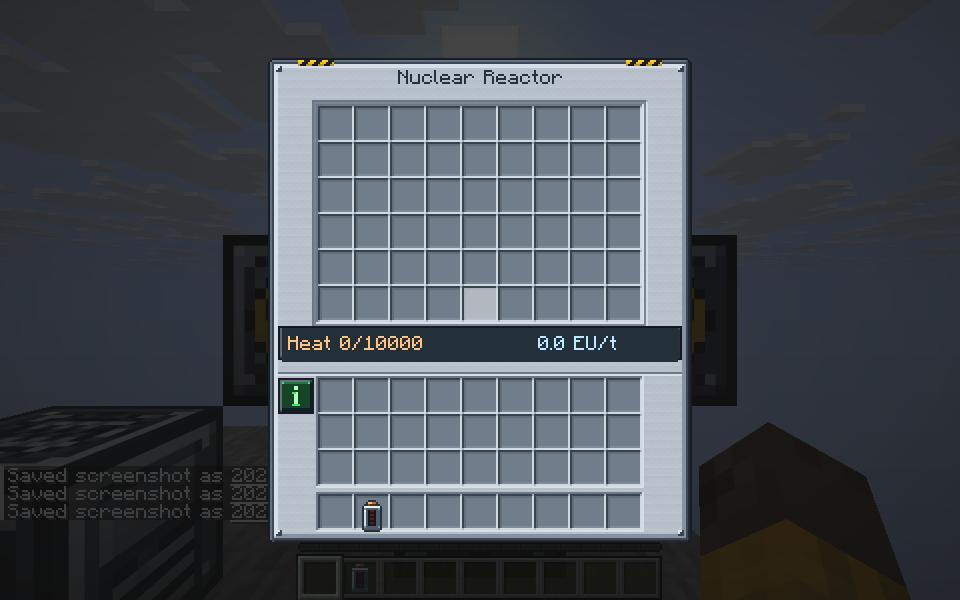 Nuclear Reactor
Heat 0/10000 0.0 EU/t
i
Saved screenshot as 202
Saved screenshot as 202
Saved screenshot as 202